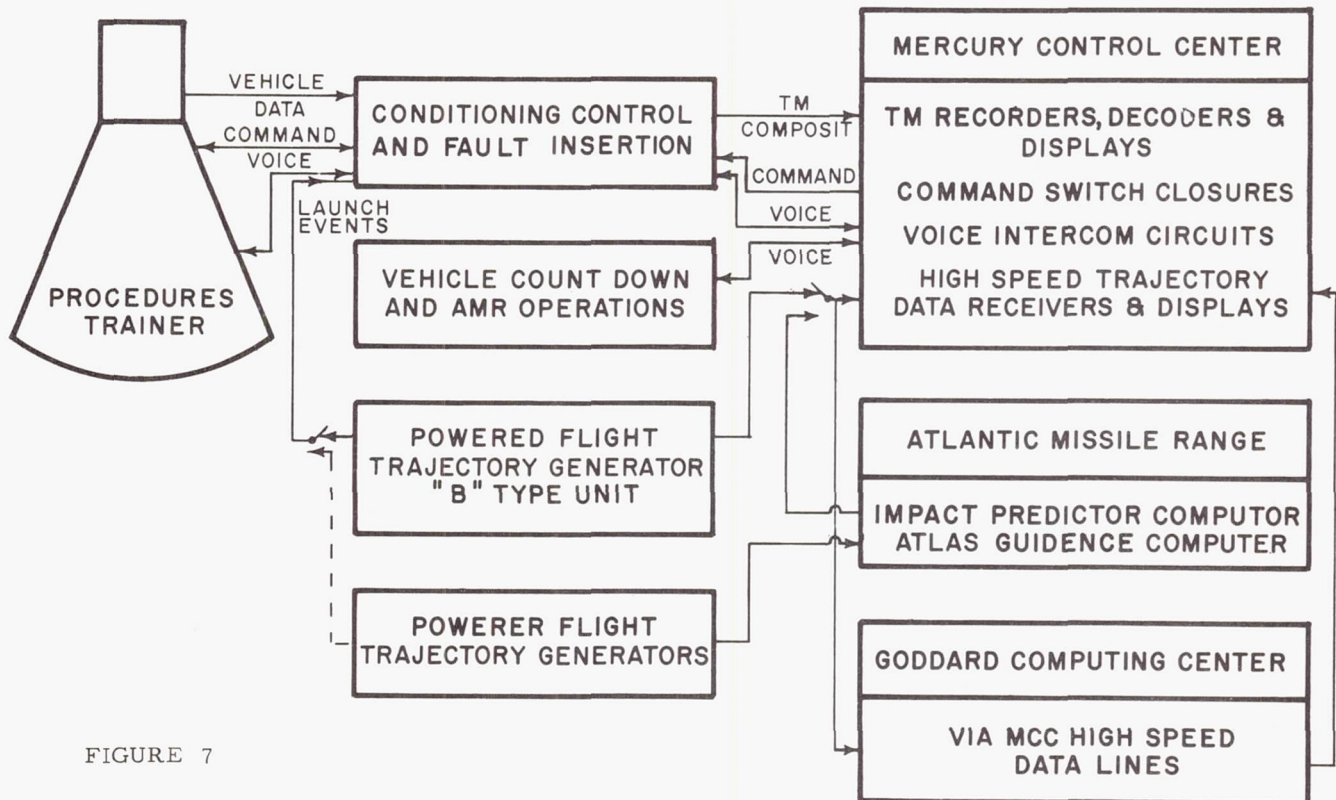 VEHICLE
DATA
COMMAND
VOICE
LAUNCH
EVENTS
PROCEDURES
TRAINER
CONDITIONING CONTROL
AND FAULT INSERTION
TM
COMPOSIT
COMMAND
VOICE
VOICE
VEHICLE COUNT DOWN
AND AMR OPERATIONS
POWERED FLIGHT
TRAJECTORY GENERATOR
"B" TYPE UNIT
POWERER FLIGHT
TRAJECTORY GENERATORS
MERCURY CONTROL CENTER
TM RECORDERS, DECODERS &
DISPLAYS
COMMAND SWITCH CLOSURES
VOICE INTERCOM CIRCUITS
HIGH SPEED TRAJECTORY
DATA RECEIVERS & DISPLAYS
ATLANTIC MISSILE RANGE
IMPACT PREDICTOR COMPUTOR
ATLAS GUIDENCE COMPUTER
GODDARD COMPUTING CENTER
VIA MCC HIGH SPEED
DATA LINES
FIGURE 7